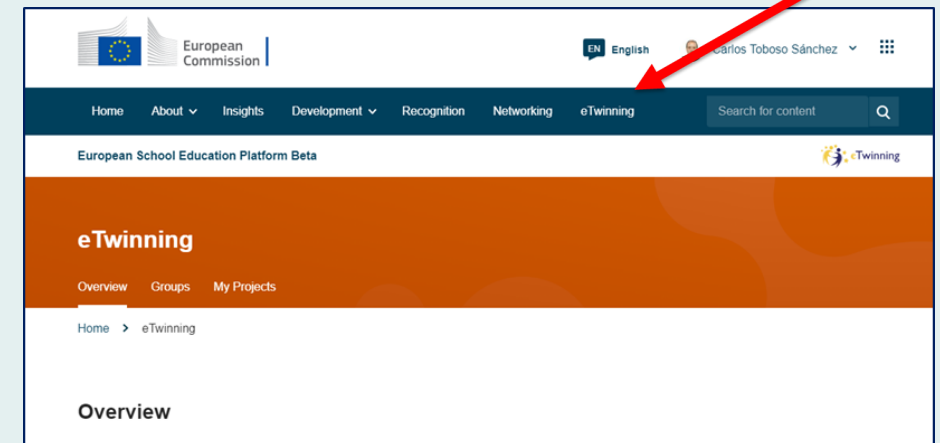 European
Commission
EN English Carlos Toboso Sánchez
Home About Insights Development Recognition Networking eTwinning Search for content
European School Education Platform Beta eTwinning
eTwinning
Overview Groups My Projects
Home > eTwinning
Overview